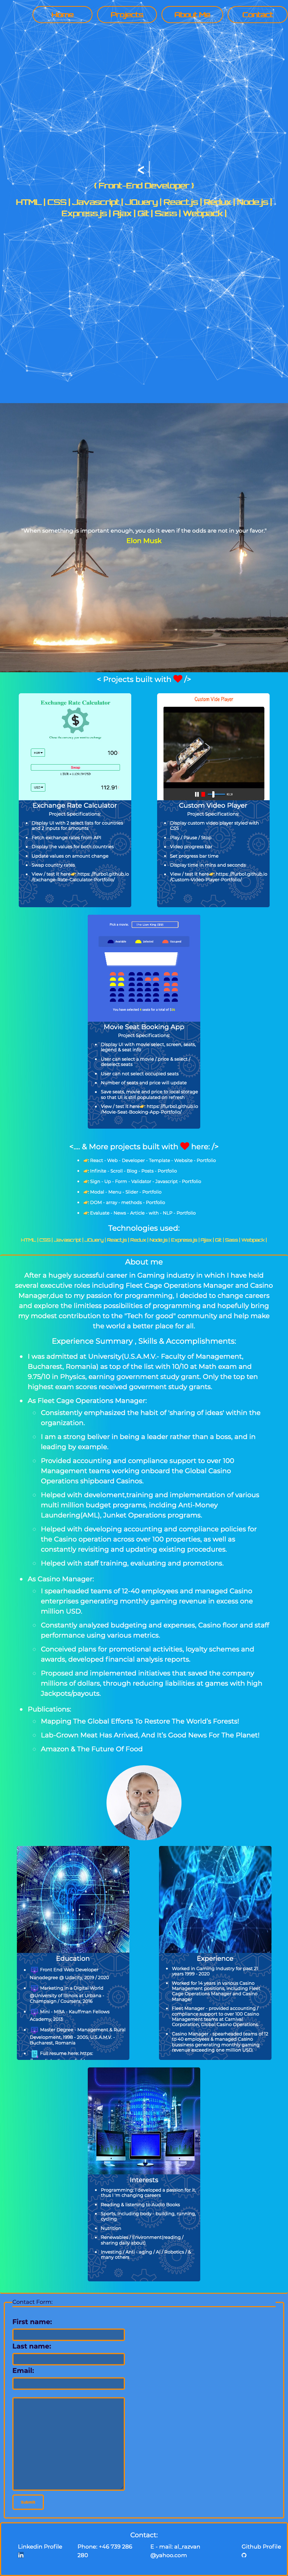 Home Projects About Me Contact
<
{ Front-End Developer }
HTML | CSS | Javascript | JQuery | React.js | Redux | Node.js |
Express.js | Ajax | Git | Sass | Webpack |
"When something is important enough, you do it even if the odds are not in your favor."
Elon Musk
< Projects built with ❤ />
Exchange Rate Calculator
100
Swap
112.91
Exchange Rate Calculator
Project Specifications:
Display UI with 2 select lists for countries
and 2 inputs for amounts
Fetch exchange rates from API
Display the values for both countries
Update values on amount change
Swap country rates
View / test it here👉 https://furbol.github.io
/Exchange-Rate-Calculator-Portfolio/
Custom Video Player
Custom Video Player
Project Specifications:
Display custom video player styled with
CSS
Play / Pause / Stop
Video progress bar
Set progress bar time
Display time in mins and seconds
View / test it here👉 https://furbol.github.io
/Custom-Video-Player-Portfolio/
Pick a movie:
You have selected 5 seats for a total of
Movie Seat Booking App
Project Specifications:
Display UI with movie select, screen, seats,
legend & seat info
User can select a movie / price & select /
deselect seats
User can not select occupied seats
Number of seats and price will update
Save seats, movie and price to local storage
so that UI is still populated on refresh
View / test it here👉 https://furbol.github.io
/Movie-Seat-Booking-App-Portfolio/
<.... & More projects built with ❤ here: />
👉 React - Web - Developer - Template - Website - Portfolio
👉 Infinite - Scroll - Blog - Posts - Portfolio
👉 Sign - Up - Form - Validator - Javascript - Portfolio
👉 Modal - Menu - Slider - Portfolio
👉 DOM - array - methods - Portfolio
👉 Evaluate - News - Article - with - NLP - Portfolio
Technologies used:
HTML | CSS | Javascript | JQuery | React.js | Redux | Node.js | Express.js | Ajax | Git | Sass | Webpack |
About me
After a hugely sucessful career in Gaming industry in which I have held
several executive roles including Fleet Cage Operations Manager and Casino
Manager,due to my passion for programming, I decided to change careers
and explore the limitless possibilities of programming and hopefully bring
my modest contribution to the "Tech for good" community and help make
the world a better place for all.
Experience Summary , Skills & Accomplishments:
I was admitted at University(U.S.A.M.V.- Faculty of Management,
Bucharest, Romania) as top of the list with 10/10 at Math exam and
9.75/10 in Physics, earning government study grant. Only the top ten
highest exam scores received goverment study grants.
As Fleet Cage Operations Manager:
Consistently emphasized the habit of 'sharing of ideas' within the
organization.
I am a strong beliver in being a leader rather than a boss, and in
leading by example.
Provided accounting and compliance support to over 100
Management teams working onboard the Global Casino
Operations shipboard Casinos.
Helped with develoment,training and implementation of various
multi million budget programs, inclding Anti-Money
Laundering(AML), Junket Operations programs.
Helped with developing accounting and compliance policies for
the Casino operation across over 100 properties, as well as
constantly revisiting and updating existing procedures.
Helped with staff training, evaluating and promotions.
As Casino Manager:
I spearheaded teams of 12-40 employees and managed Casino
enterprises generating monthly gaming revenue in excess one
million USD.
Constantly analyzed budgeting and expenses, Casino floor and staff
performance using various metrics.
Conceived plans for promotional activities, loyalty schemes and
awards, developed financial analysis reports.
Proposed and implemented initiatives that saved the company
millions of dollars, through reducing liabilities at games with high
Jackpots/payouts.
Publications:
Mapping The Global Efforts To Restore The World's Forests!
Lab-Grown Meat Has Arrived, And It's Good News For The Planet!
Amazon & The Future Of Food
Education
Front End Web Developer
Nanodegree @ Udacity, 2019 / 2020
Marketing in a Digital World
@University of Illinois at Urbana -
Champaign / Coursera, 2016
Mini - MBA - Kauffman Fellows
Academy, 2013
Master Degree - Management & Rural
Development, 1998 - 2003, U.S.A.M.V.
Bucharest, Romania
Full resume here: https:
Experience
Worked in Gaming Industry for past 21
years 1999 - 2020
Worked for 14 years in various Casino
Management positions, including Fleet
Cage Operations Manager and Casino
Manager
Fleet Manager - provided accounting /
compliance support to over 100 Casino
Management teams at Carnival
Corporation, Global Casino Operations.
Casino Manager - spearheaded teams of 12
to 40 employees & managed Casino
bussiness generating monthly gaming
revenue exceeding one million USD.
Interests
Programming: I developed a passion for it,
thus I 'm changing careers
Reading & listening to Audio Books
Sports, including body - building, running,
cycling
Nutrition
Renewables / Environment(reading /
sharing daily about)
Investing / Anti - aging / AI / Robotics / &
many others
Contact Form:
First name:
Last name:
Email:
Contact:
Linkedin Profile
Phone: +46 739 286
280
E - mail: al_razvan
@yahoo.com
Github Profile